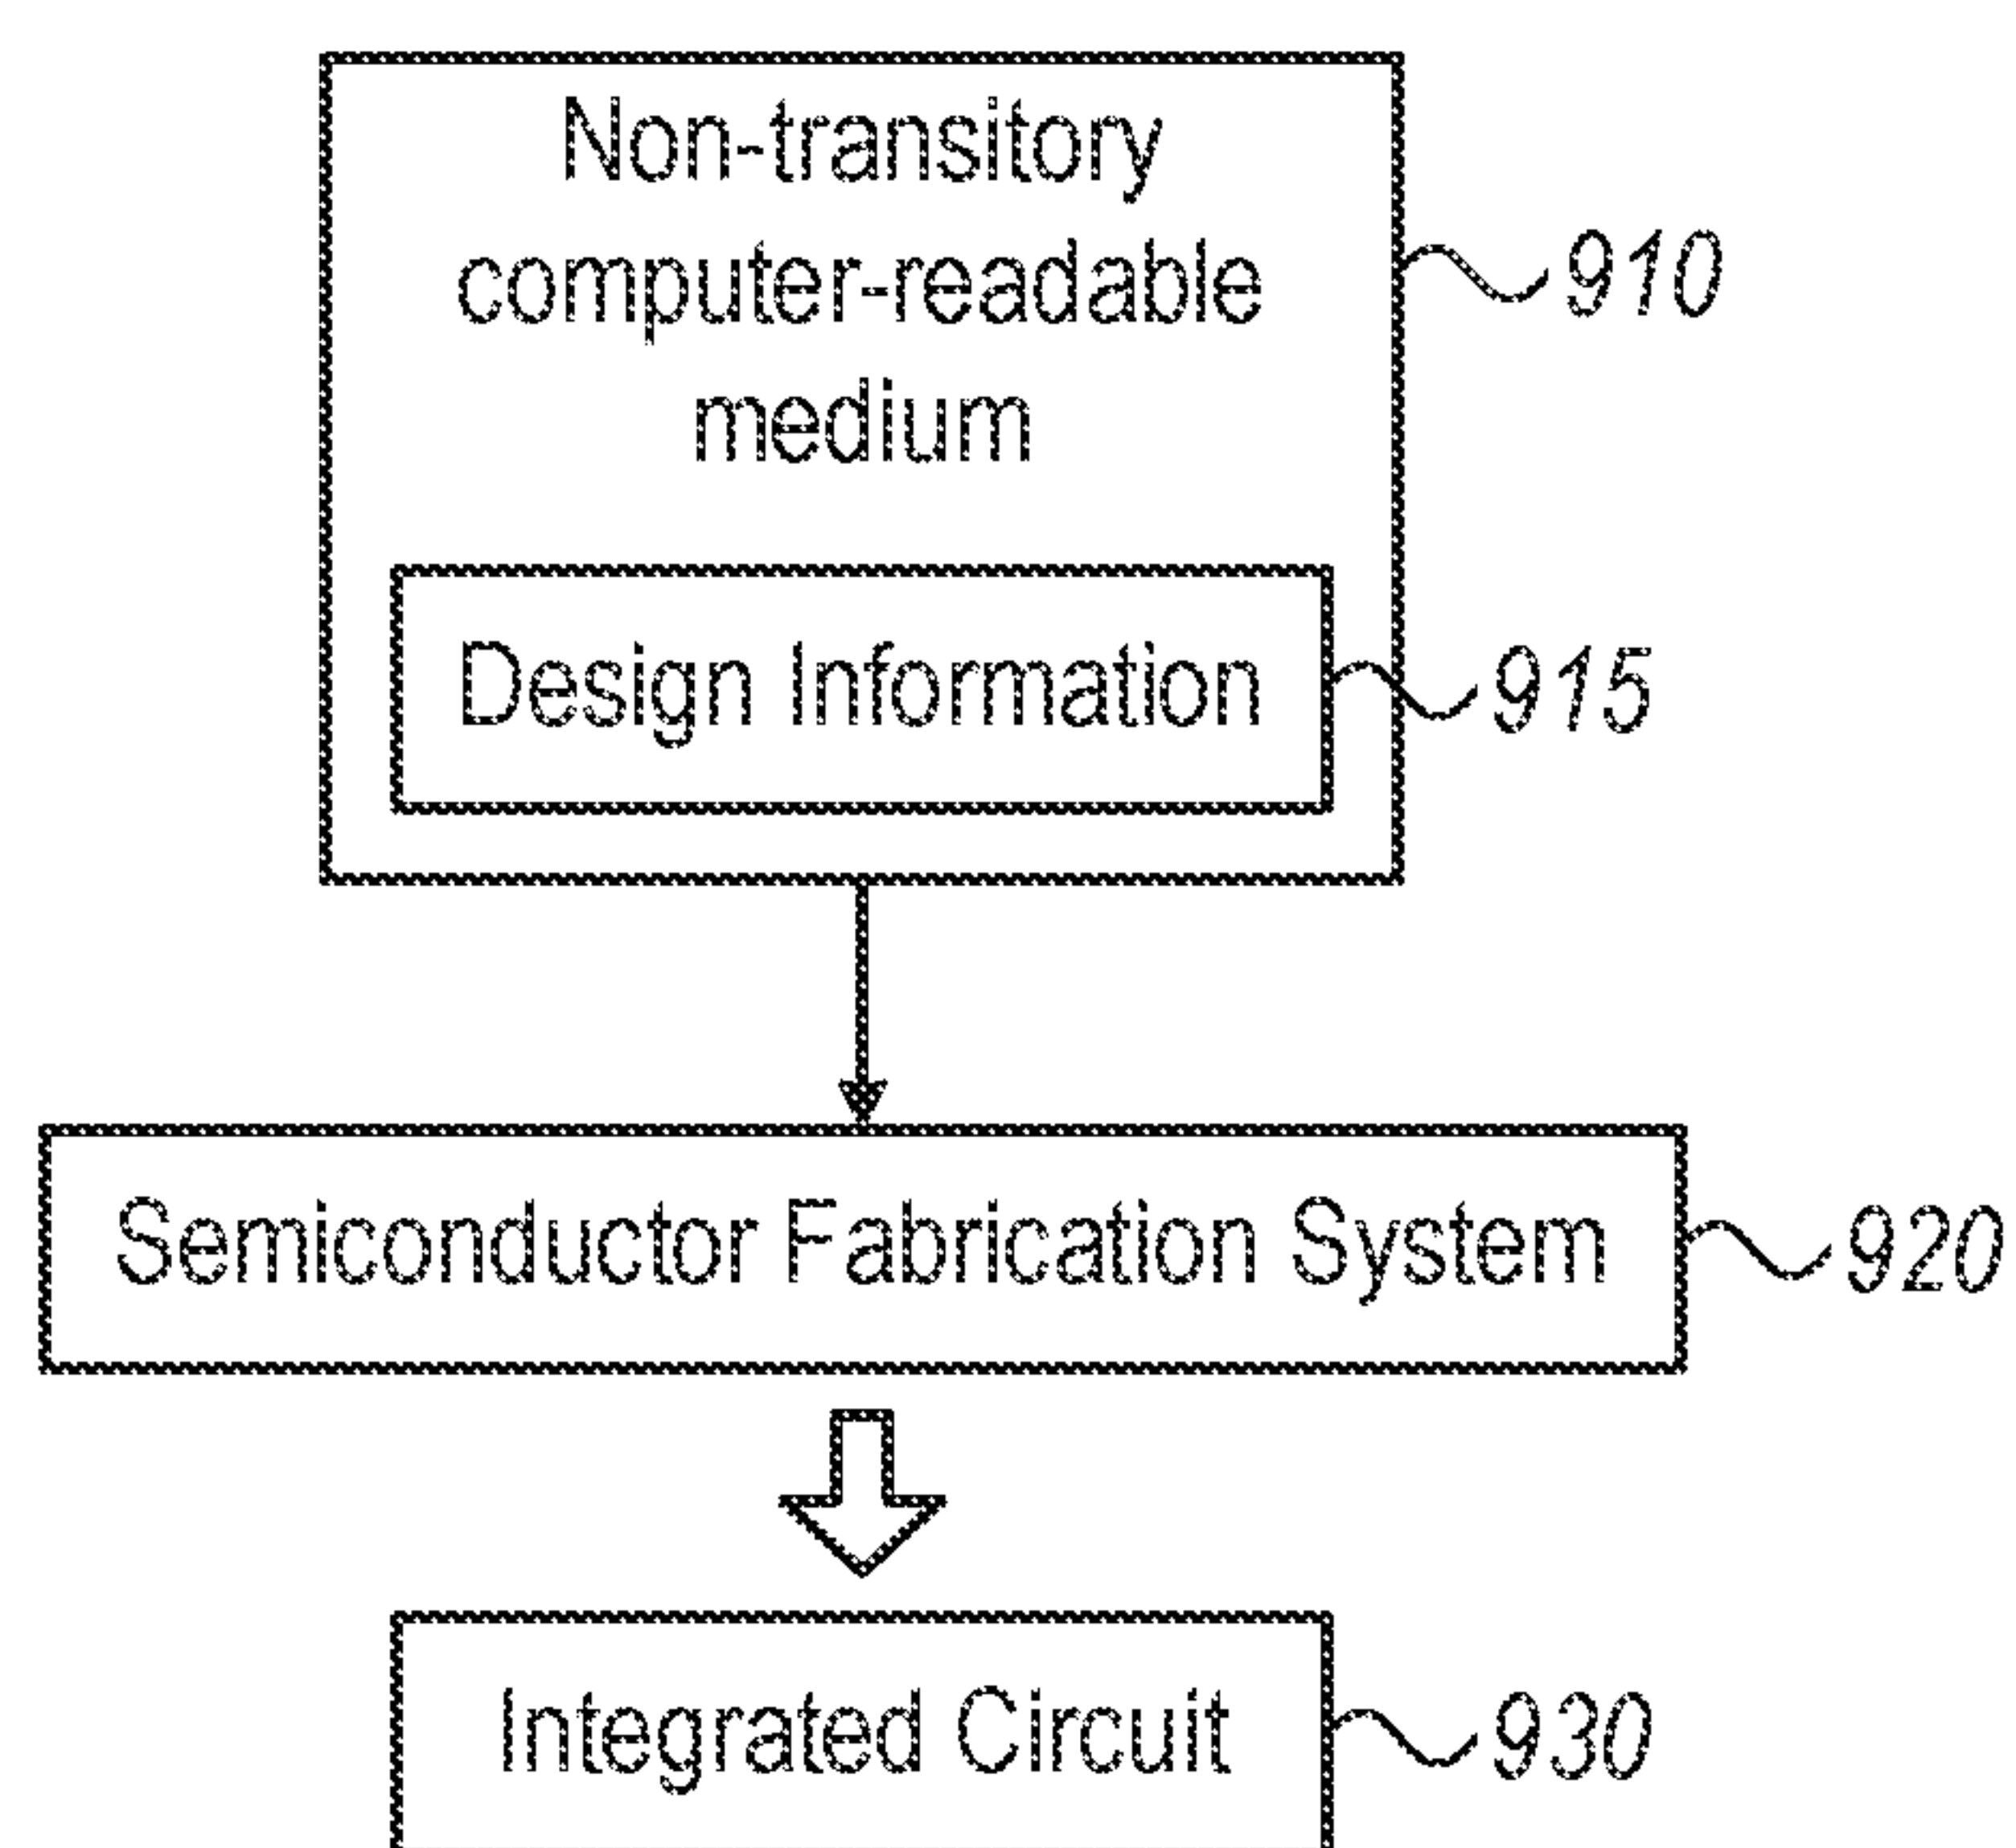 Non-transitory
computer-readable
medium
910
Design Information
915
Semiconductor Fabrication System
920
Integrated Circuit
930